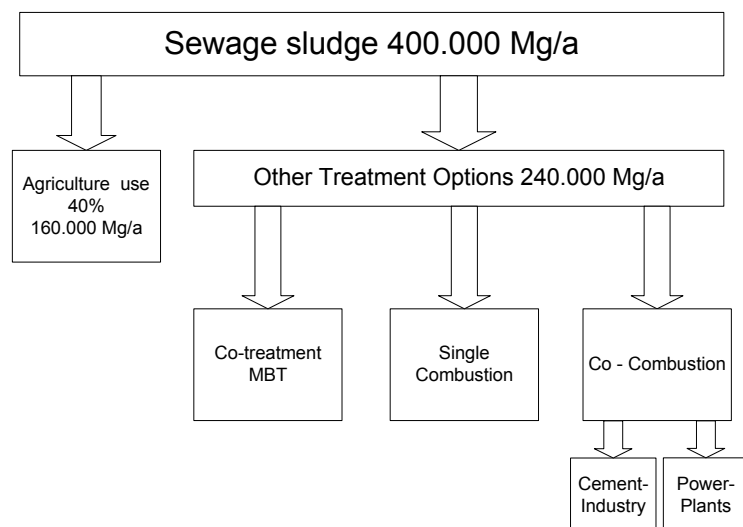 Sewage sludge 400.000 Mg/a
Agriculture use
40%
160.000 Mg/a
Other Treatment Options 240.000 Mg/a
Co-treatment
MBT
Single
Combustion
Co - Combustion
Cement-
Industry
Power-
Plants